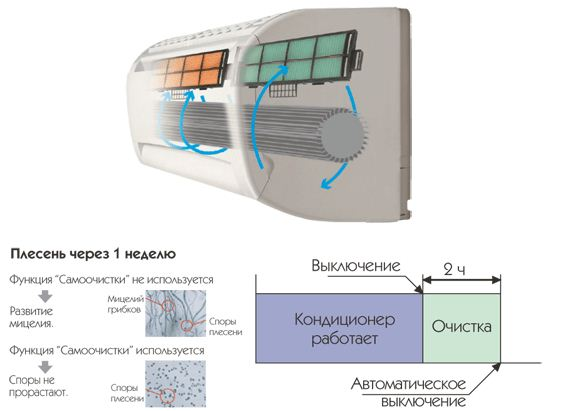 Плесень через 1 неделю
Функция "Самоочистки" не используется
Развитие
мицелия.
Мицелий
грибков
Споры
плесени
Функция "Самоочистки" используется
Споры не
прорастают.
Споры
плесени
Выключение
2 ч
Кондиционер
работает
Очистка
Автоматическое
выключение